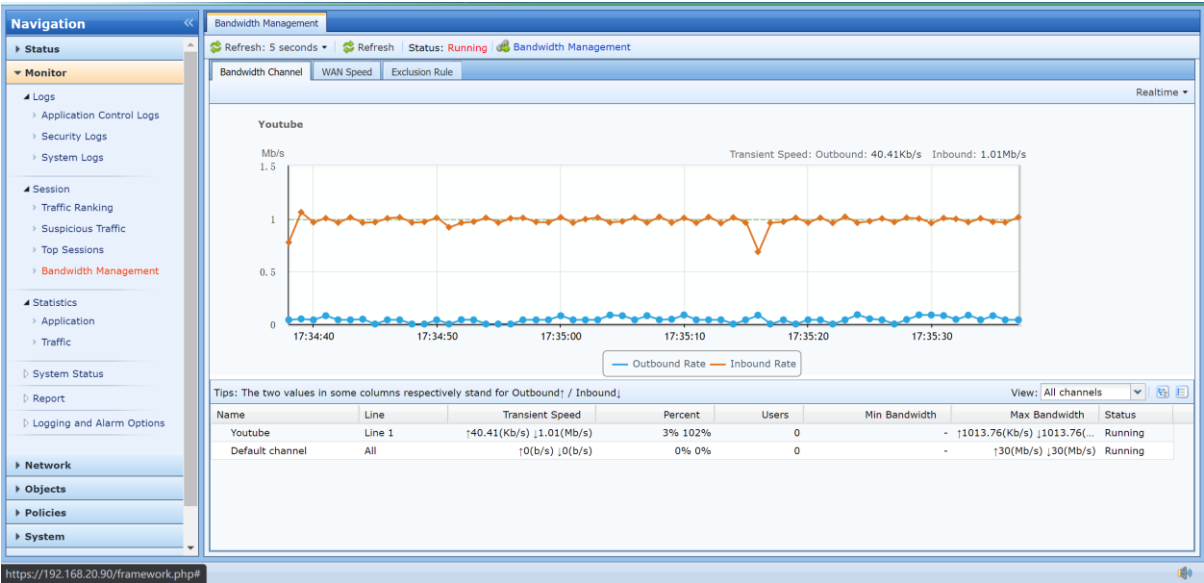 Navigation
Status
Monitor
Logs
Application Control Logs
Security Logs
System Logs
Session
Traffic Ranking
Suspicious Traffic
Top Sessions
Bandwidth Management
Statistics
Application
Traffic
System Status
Report
Logging and Alarm Options
Network
Objects
Policies
System
Bandwidth Management
Refresh: 5 seconds Refresh Status: Running Bandwidth Management
Bandwidth Channel WAN Speed Exclusion Rule
Realtime
Youtube
Mb/s Transient Speed: Outbound: 40.41Kb/s Inbound: 1.01Mb/s
1.5
1
0.5
0
17:34:40 17:34:50 17:35:00 17:35:10 17:35:20 17:35:30
Outbound Rate Inbound Rate
Tips: The two values in some columns respectively stand for Outbound↑ / Inbound↓ View: All channels
Name Line Transient Speed Percent Users Min Bandwidth Max Bandwidth Status
Youtube Line 1 ↑40.41(Kb/s) ↓1.01(Mb/s) 3% 102% 0 - ↑1013.76(Kb/s) ↓1013.76(... Running
Default channel All ↑0(b/s) ↓0(b/s) 0% 0% 0 - ↑30(Mb/s) ↓30(Mb/s) Running
https://192.168.20.90/framework.php#